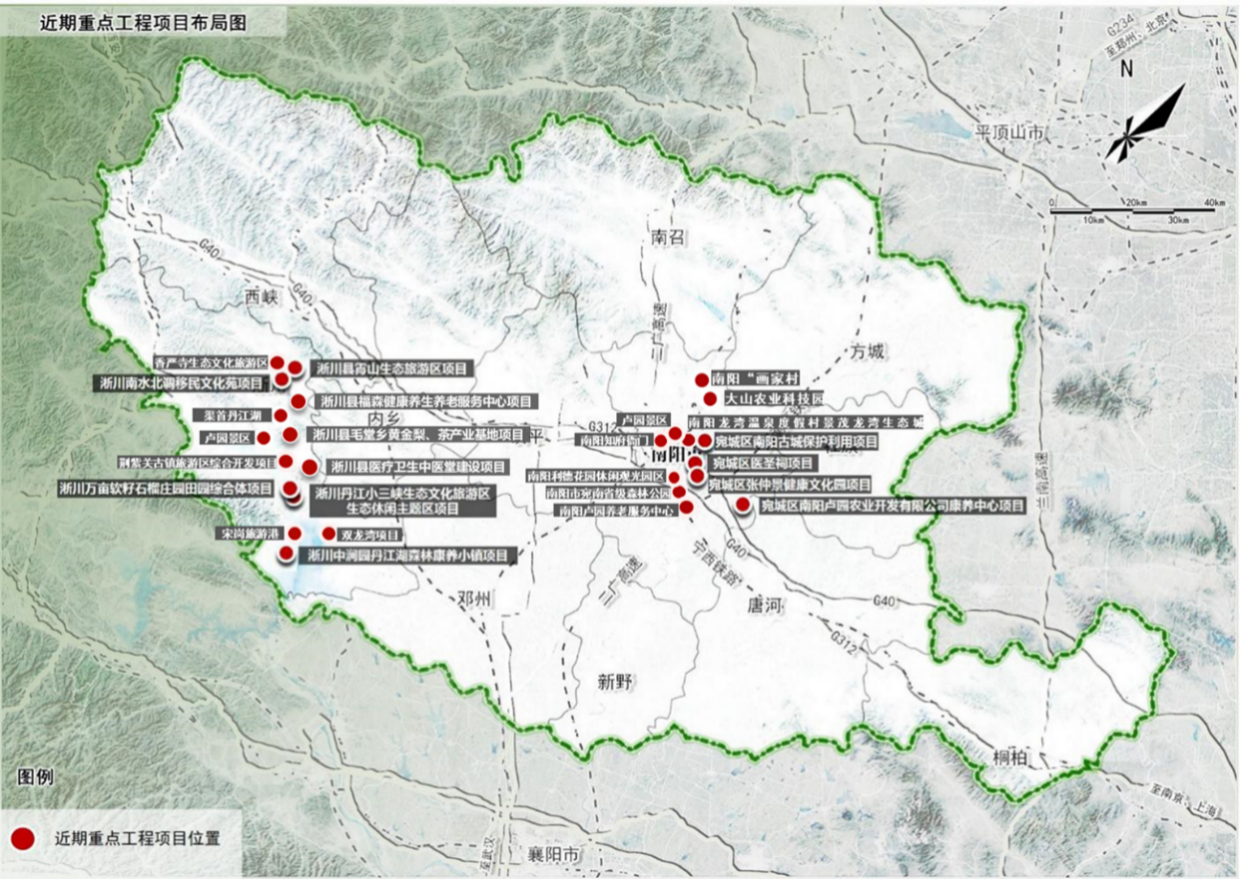 近期重点工程项目布局图
G234
至郑州、北京
N
平顶山市
0
20km
40km
10km
30km
南召
G40
西峡
G40
二广高速
方城
香严寺生态文化旅游区
淅川县霄山生态旅游区项目
淅川南水北调移民文化苑项目
南阳“画家村
大山农业科技园
淅川县福森健康养生养老服务中心项目
渠首丹江湖
内乡
卢园景区
南阳龙湾温泉度假村景茂龙湾生态城
G312
卢园景区
淅川县毛堂乡黄金梨、茶产业基地项目
平
南阳知府衙门
宛城区南阳古城保护利用项目
南阳
荆紫关古镇旅游区综合开发项目
淅川县医疗卫生中医堂建设项目
宛城区医圣祠项目
兰南高速
南阳利德花园休闲观光园区
宛城区张仲景健康文化园项目
淅川万亩软籽石榴庄园田园综合体项目
淅川丹江小三峡生态文化旅游区
生态休闲主题区项目
南阳市宛南省级森林公园
南阳卢园养老服务中心
宛城区南阳卢园农业开发有限公司康养中心项目
宋岗旅游港
双龙湾项目
淅川中润园丹江湖森林康养小镇项目
G40
宁西铁路
二广高速
邓州
唐河
G40
G312
新野
桐柏
图例
近期重点工程项目位置
至南京、上海
至武汉
襄阳市